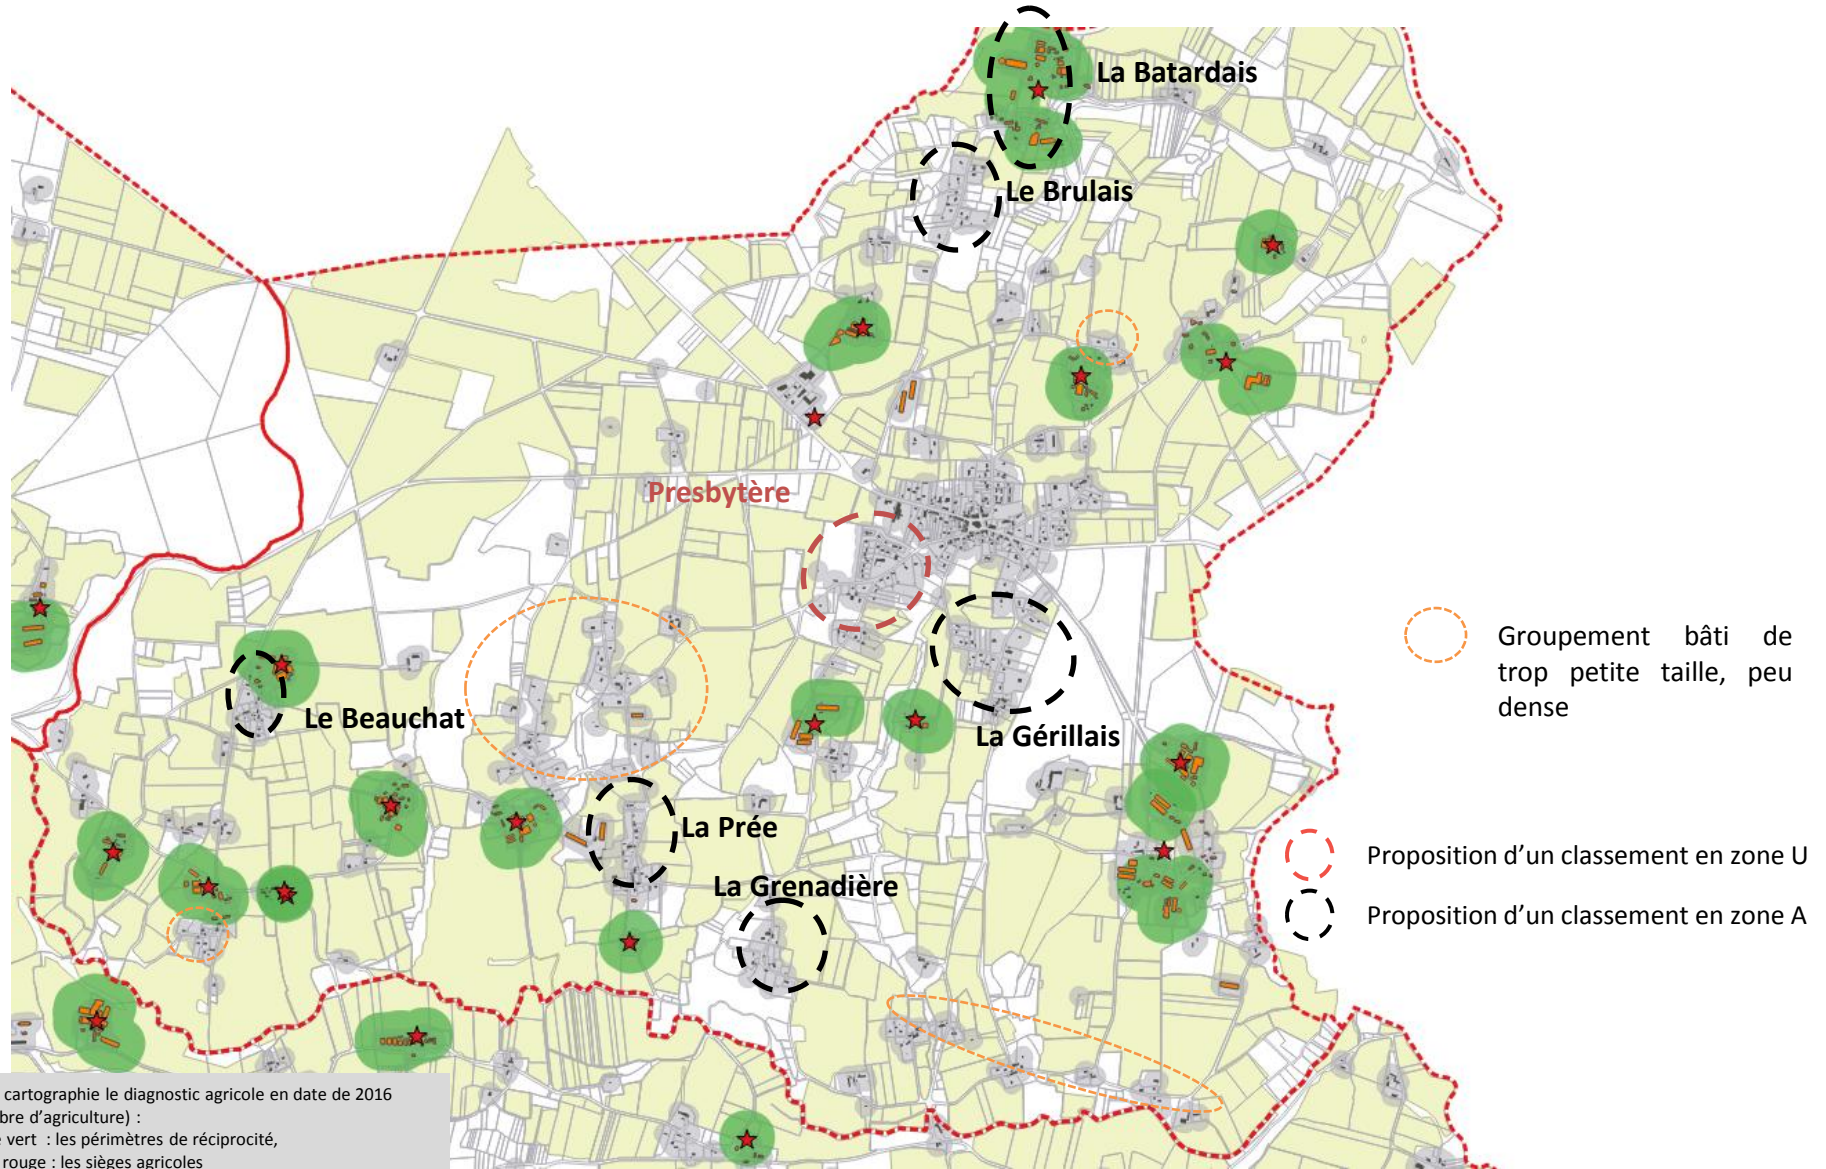 La Batardais
Le Brulais
Presbytère
Le Beauchat
La Gérillais
La Prée
La Grenadière
Groupement bâti de
trop petite taille, peu
dense
Proposition d’un classement en zone U
Proposition d’un classement en zone A
cartographie le diagnostic agricole en date de 2016
bre d’agriculture) :
vert : les périmètres de réciprocité,
rouge : les sièges agricoles